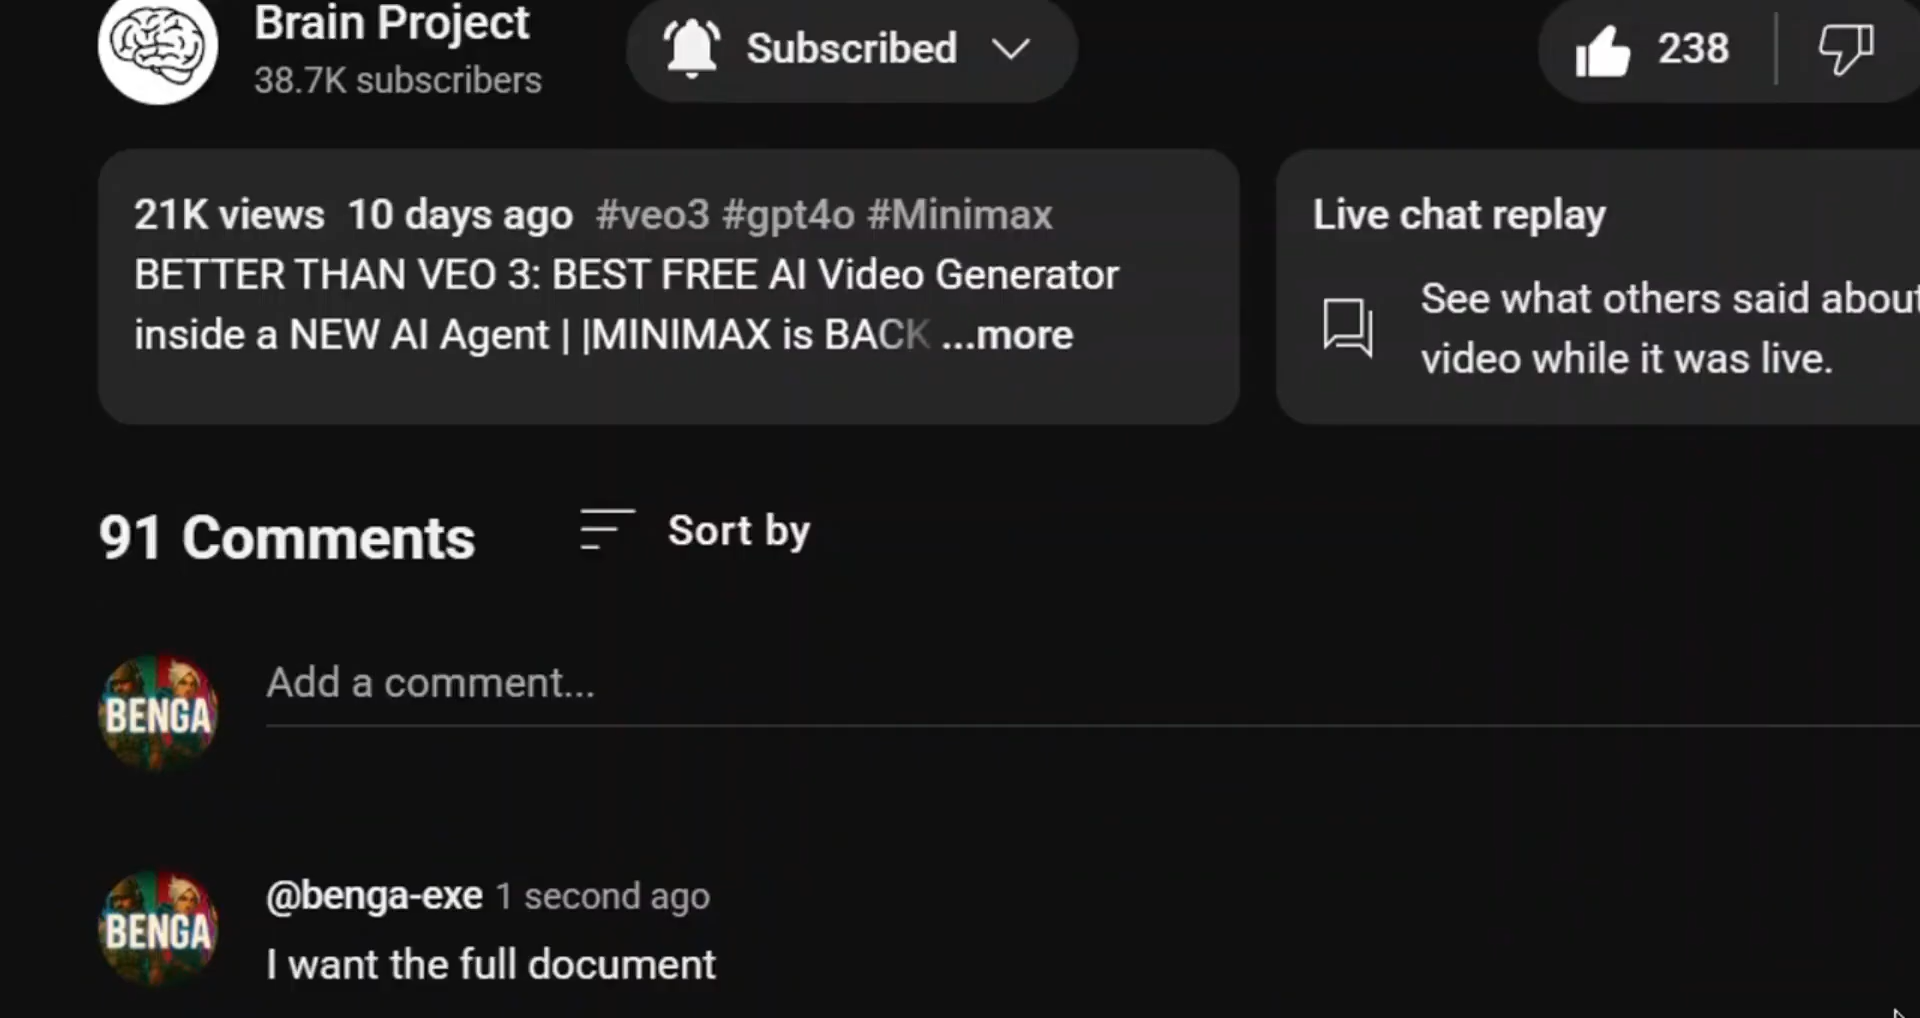 Brain Project
38.7K subscribers
Subscribed
238
21K views 10 days ago #veo3 #gpt4o #Minimax
BETTER THAN VEO 3: BEST FREE AI Video Generator
inside a NEW AI Agent | |MINIMAX is BACK ...more
Live chat replay
See what others said about
video while it was live.
91 Comments
Sort by
BENGA
Add a comment...
BENGA
@benga-exe 1 second ago
I want the full document